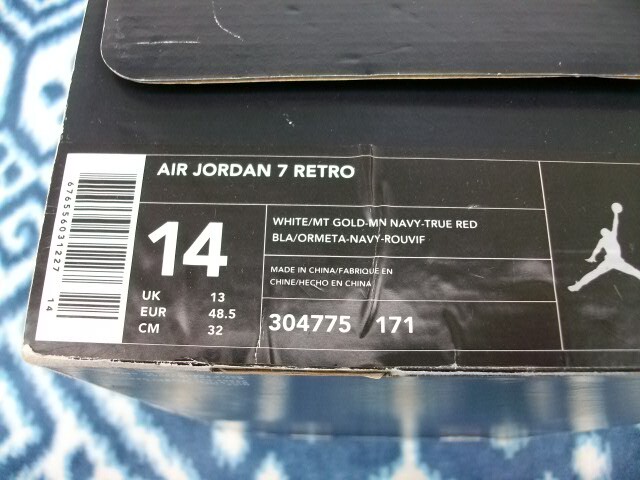 AIR JORDAN 7 RETRO
14
WHITE/MT GOLD-MN NAVY-TRUE RED
BLA/ORMETA-NAVY-ROUVIF
MADE IN CHINA/FABRIQUE EN
CHINE/HECHO EN CHINA
UK 13
EUR 48.5
CM 32
304775 171
676556031227 14